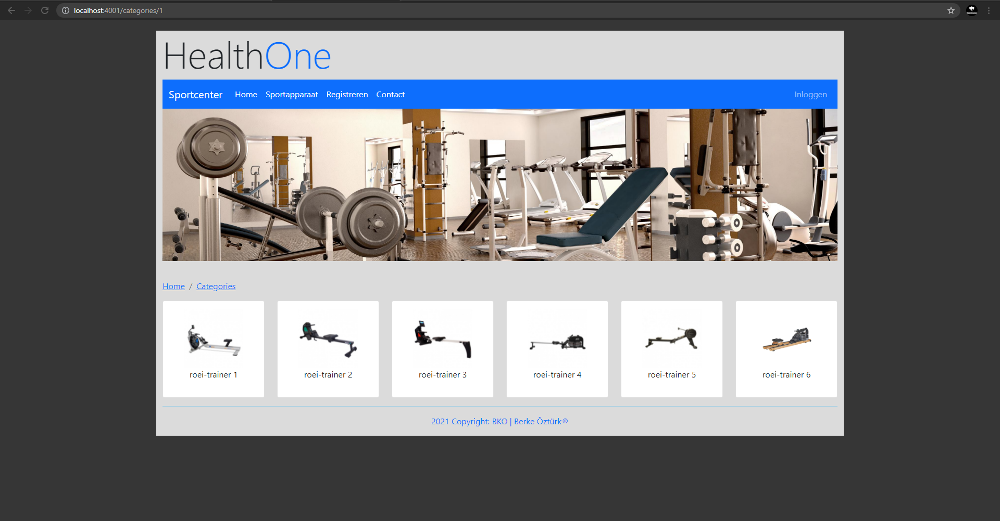 localhost:4001/categories/1
HealthOne
Sportcenter Home Sportapparaat Registreren Contact Inloggen
Home / Categories
roei-trainer 1
roei-trainer 2
roei-trainer 3
roei-trainer 4
roei-trainer 5
roei-trainer 6
2021 Copyright: BKO | Berke Öztürk®